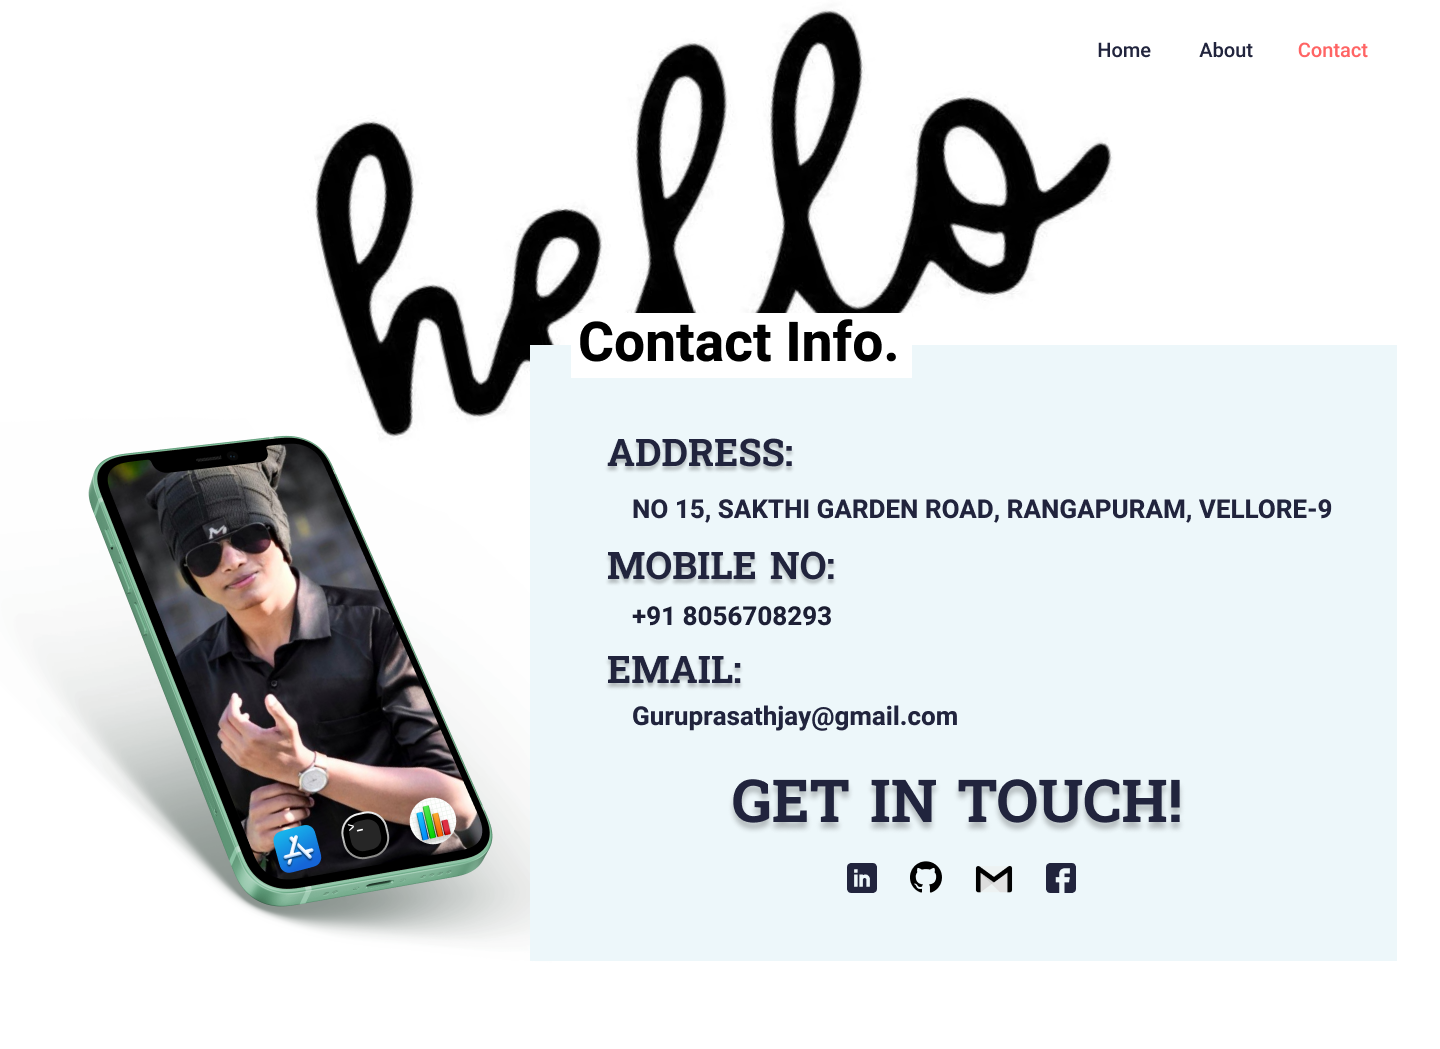 Home About Contact
hello
Contact Info.
ADDRESS:
NO 15, SAKTHI GARDEN ROAD, RANGAPURAM, VELLORE-9
MOBILE NO:
+91 8056708293
EMAIL:
Guruprasathjay@gmail.com
GET IN TOUCH!
in